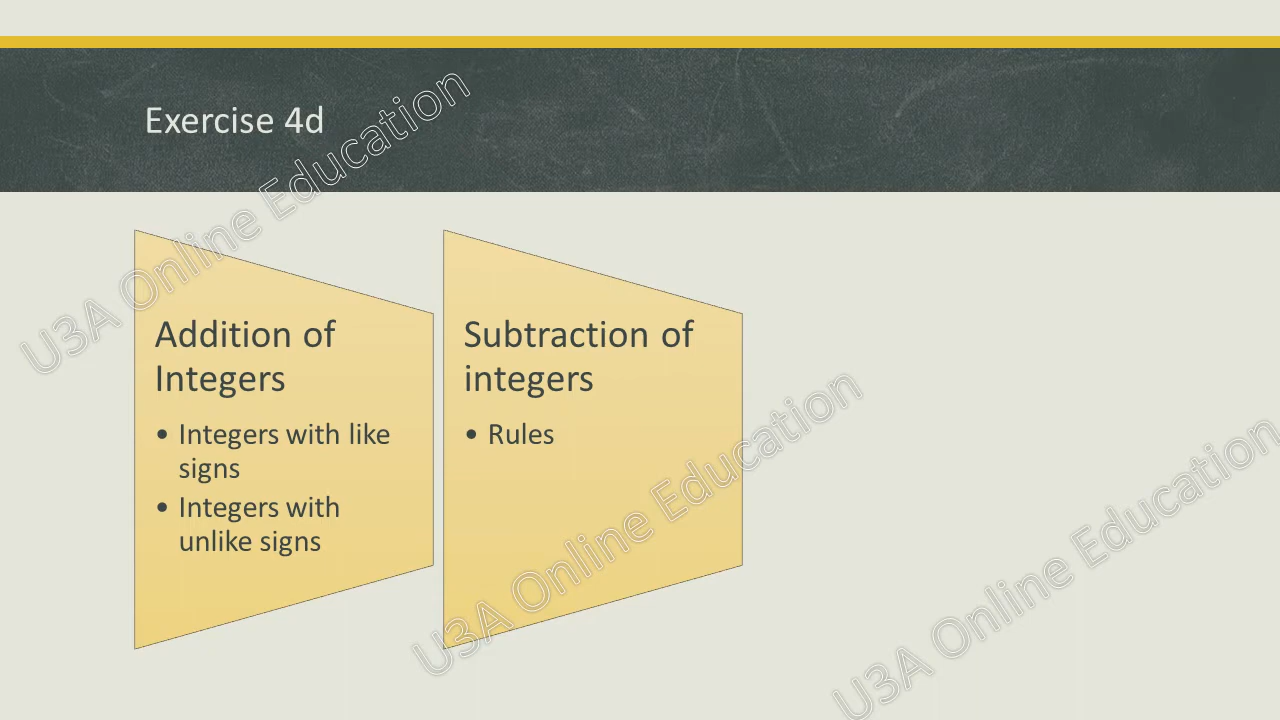 Exercise 4d
Addition of
Integers
• Integers with like
signs
• Integers with
unlike signs
Subtraction of
integers
• Rules
U3A Online Education
U3A Online Education
U3A Online Education